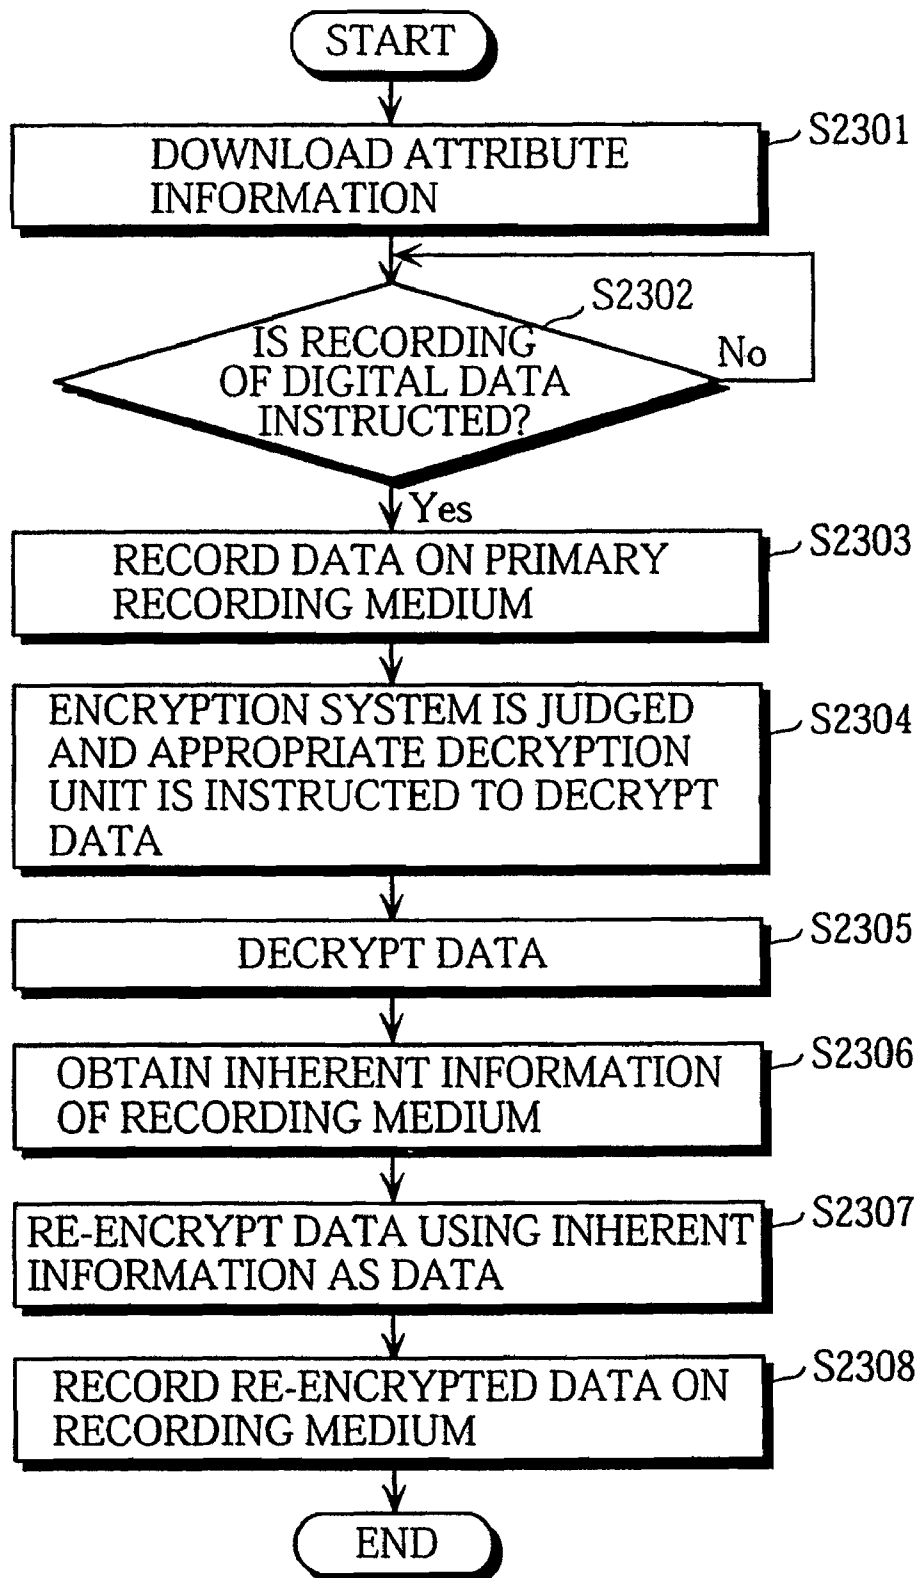 START
S2301
DOWNLOAD ATTRIBUTE
INFORMATION
S2302
IS RECORDING
OF DIGITAL DATA
INSTRUCTED?
No
Yes
S2303
RECORD DATA ON PRIMARY
RECORDING MEDIUM
S2304
ENCRYPTION SYSTEM IS JUDGED
AND APPROPRIATE DECRYPTION
UNIT IS INSTRUCTED TO DECRYPT
DATA
S2305
DECRYPT DATA
S2306
OBTAIN INHERENT INFORMATION
OF RECORDING MEDIUM
S2307
RE-ENCRYPT DATA USING INHERENT
INFORMATION AS DATA
S2308
RECORD RE-ENCRYPTED DATA ON
RECORDING MEDIUM
END